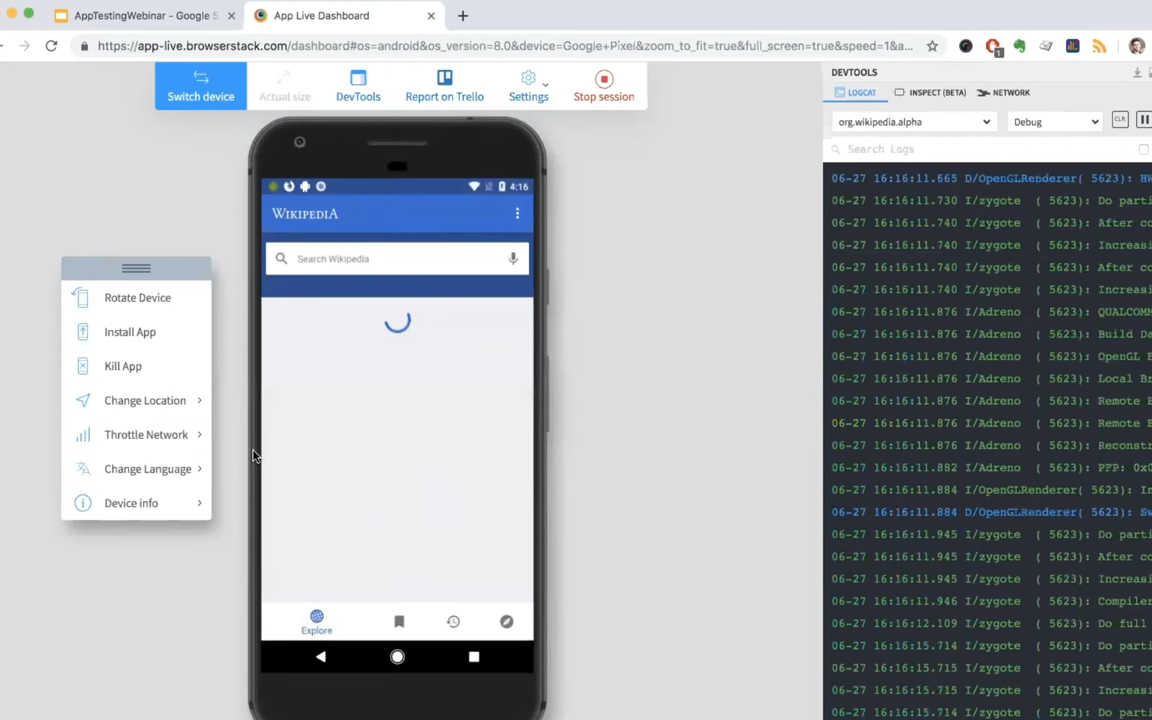 AppTestingWebinar - Google S
App Live Dashboard
https://app-live.browserstack.com/dashboard#os=android&os_version=8.0&device=Google+Pixel&zoom_to_fit=true&full_screen=true&speed=1&a...
1
Switch device
Actual size
DevTools
Report on Trello
Settings
Stop session
4:16
WIKIPEDIA
Search Wikipedia
Explore
Rotate Device
Install App
Kill App
Change Location
Throttle Network
Change Language
Device info
DEVTOOLS
LOGCAT
INSPECT (BETA)
NETWORK
org.wikipedia.alpha
Debug
CLR
Search Logs
06-27 16:16:11.665 D/OpenGLRenderer( 5623): HW
06-27 16:16:11.730 I/zygote ( 5623): Do parti
06-27 16:16:11.740 I/zygote ( 5623): After co
06-27 16:16:11.740 I/zygote ( 5623): Increasi
06-27 16:16:11.740 I/zygote ( 5623): After co
06-27 16:16:11.740 I/zygote ( 5623): Increasi
06-27 16:16:11.876 I/Adreno ( 5623): QUALCOMM
06-27 16:16:11.876 I/Adreno ( 5623): Build Da
06-27 16:16:11.876 I/Adreno ( 5623): OpenGL E
06-27 16:16:11.876 I/Adreno ( 5623): Local Br
06-27 16:16:11.876 I/Adreno ( 5623): Remote B
06-27 16:16:11.876 I/Adreno ( 5623): Remote B
06-27 16:16:11.876 I/Adreno ( 5623): Reconstr
06-27 16:16:11.882 I/Adreno ( 5623): PFP: 0x0
06-27 16:16:11.884 I/OpenGLRenderer( 5623): In
06-27 16:16:11.884 D/OpenGLRenderer( 5623): Sw
06-27 16:16:11.945 I/zygote ( 5623): Do parti
06-27 16:16:11.945 I/zygote ( 5623): After co
06-27 16:16:11.945 I/zygote ( 5623): Increasi
06-27 16:16:11.946 I/zygote ( 5623): Compiler
06-27 16:16:12.109 I/zygote ( 5623): Do full
06-27 16:16:15.714 I/zygote ( 5623): Do parti
06-27 16:16:15.715 I/zygote ( 5623): After co
06-27 16:16:15.715 I/zygote ( 5623): Increasi
06-27 16:16:15.715 I/zygote ( 5623): Do parti